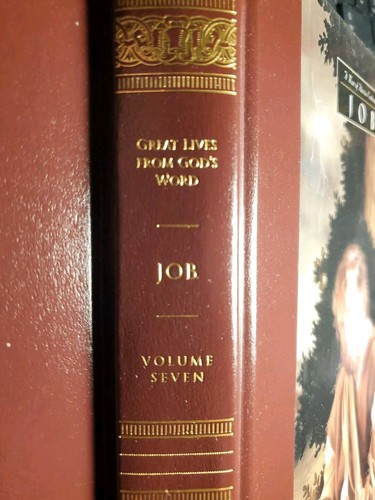 GREAT LIVES
FROM GOD'S
WORD
JOB
VOLUME
SEVEN
JOB